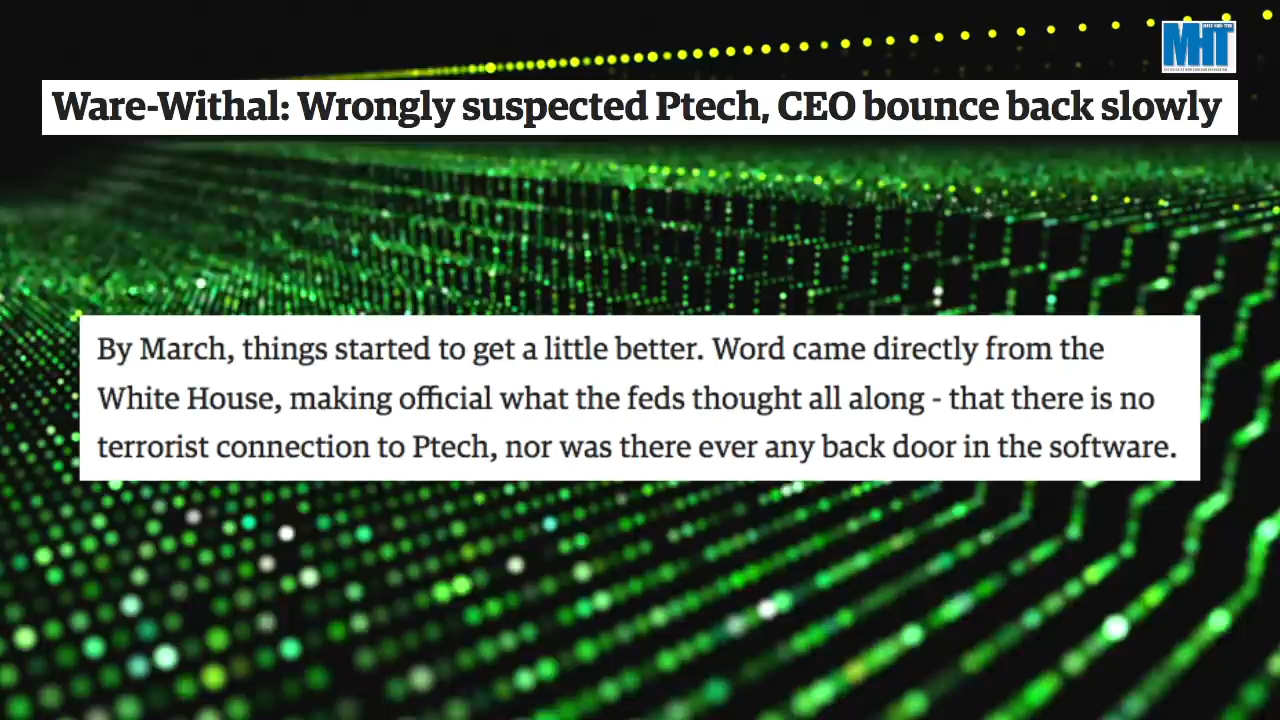 MHT
Ware-Withal: Wrongly suspected Ptech, CEO bounce back slowly
By March, things started to get a little better. Word came directly from the
White House, making official what the feds thought all along - that there is no
terrorist connection to Ptech, nor was there ever any back door in the software.